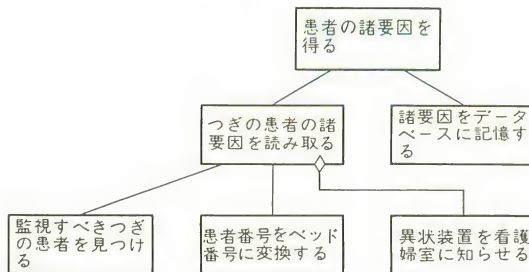 患者の諸要因を
得る
つぎの患者の諸
要因を読み取る
諸要因をデータ
ベースに記憶す
る
監視すべきつぎ
の患者を見つけ
る
患者番号をベッド
番号に変換する
異状装置を看護
婦室に知らせる